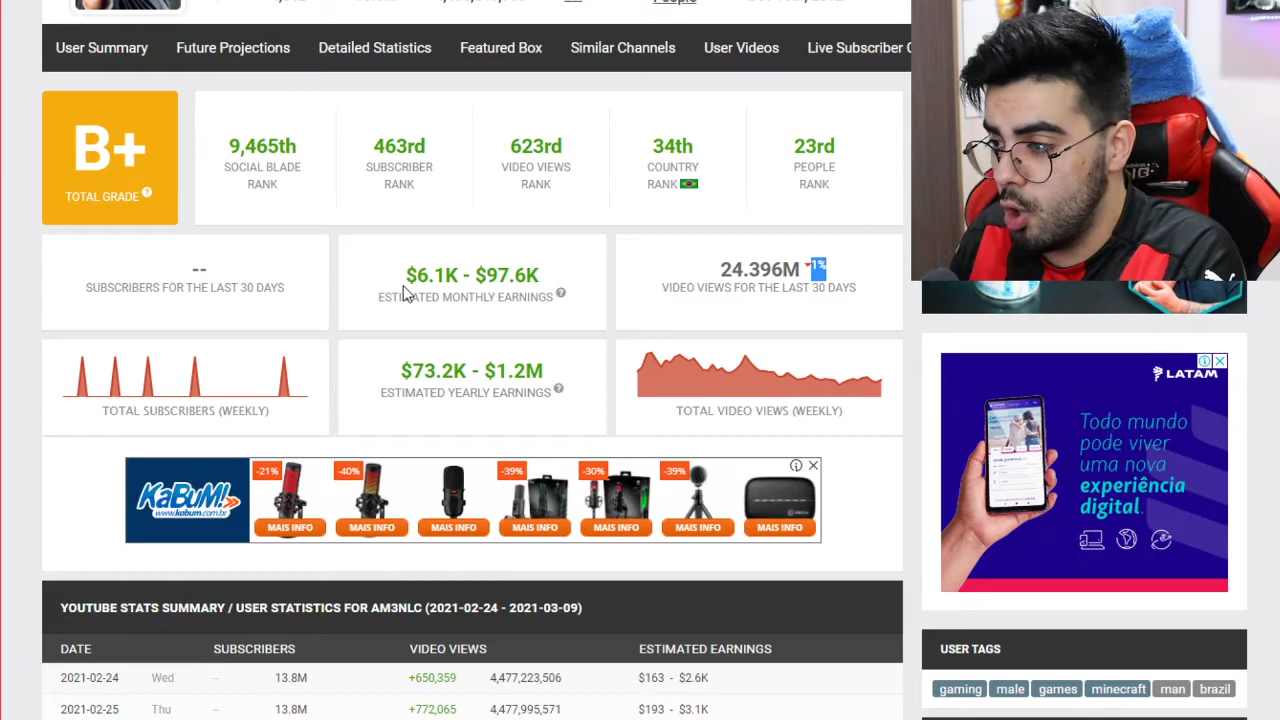 User Summary
Future Projections
Detailed Statistics
Featured Box
Similar Channels
User Videos
Live Subscriber
B+
TOTAL GRADE ?
9,465th
SOCIAL BLADE
RANK
463rd
SUBSCRIBER
RANK
623rd
VIDEO VIEWS
RANK
34th
COUNTRY
RANK
23rd
PEOPLE
RANK
--
SUBSCRIBERS FOR THE LAST 30 DAYS
$6.1K - $97.6K
ESTIMATED MONTHLY EARNINGS ?
24.396M 1%
VIDEO VIEWS FOR THE LAST 30 DAYS
TOTAL SUBSCRIBERS (WEEKLY)
$73.2K - $1.2M
ESTIMATED YEARLY EARNINGS ?
TOTAL VIDEO VIEWS (WEEKLY)
KaBuM!
www.kabum.com.br
-21%
-40%
-39%
-30%
-39%
MAIS INFO
MAIS INFO
MAIS INFO
MAIS INFO
MAIS INFO
MAIS INFO
MAIS INFO
LATAM
Todo mundo
pode viver
uma nova
experiência
digital.
YOUTUBE STATS SUMMARY / USER STATISTICS FOR AM3NLC (2021-02-24 - 2021-03-09)
DATE SUBSCRIBERS VIDEO VIEWS ESTIMATED EARNINGS
2021-02-24 Wed -- 13.8M +650,359 4,477,223,506 $163 - $2.6K
2021-02-25 Thu -- 13.8M +772,065 4,477,995,571 $193 - $3.1K
USER TAGS
gaming male games minecraft man brazil